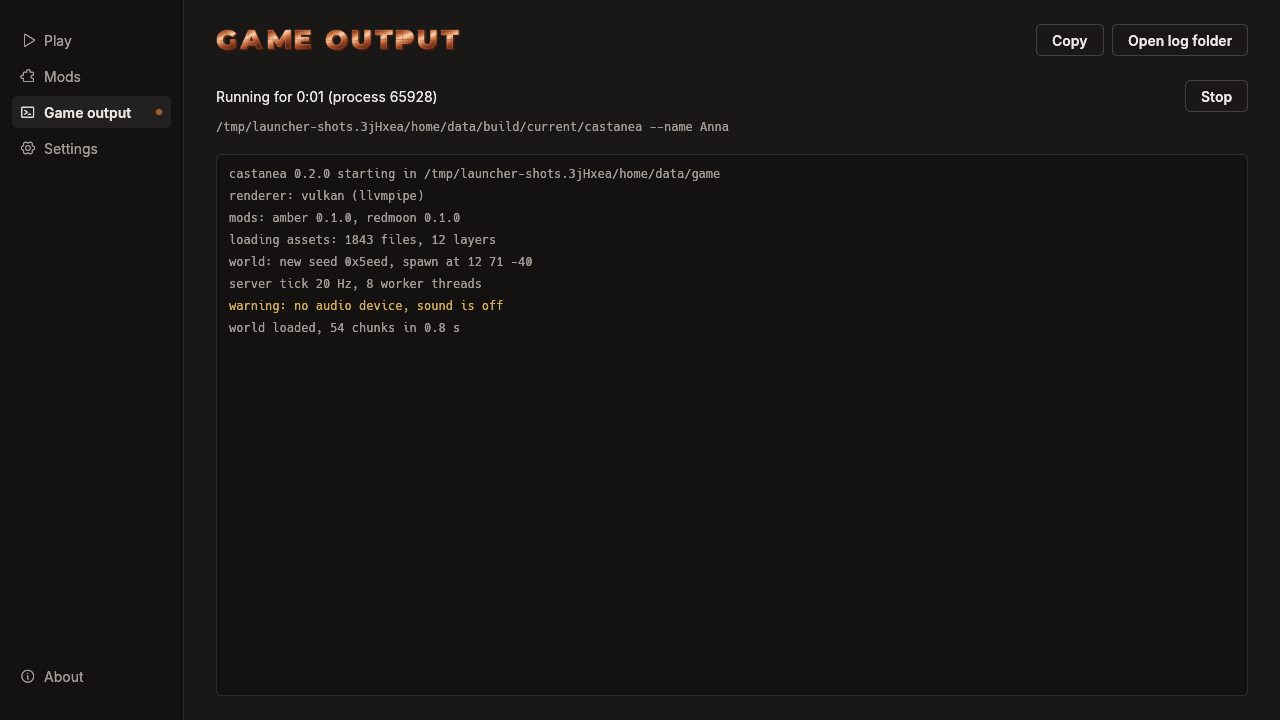 Play
Mods
Game output
Settings
About
GAME OUTPUT
Copy
Open log folder
Running for 0:01 (process 65928)
Stop
/tmp/launcher-shots.3jHxea/home/data/build/current/castanea --name Anna
castanea 0.2.0 starting in /tmp/launcher-shots.3jHxea/home/data/game
renderer: vulkan (llvmpipe)
mods: amber 0.1.0, redmoon 0.1.0
loading assets: 1843 files, 12 layers
world: new seed 0x5eed, spawn at 12 71 -40
server tick 20 Hz, 8 worker threads
warning: no audio device, sound is off
world loaded, 54 chunks in 0.8 s